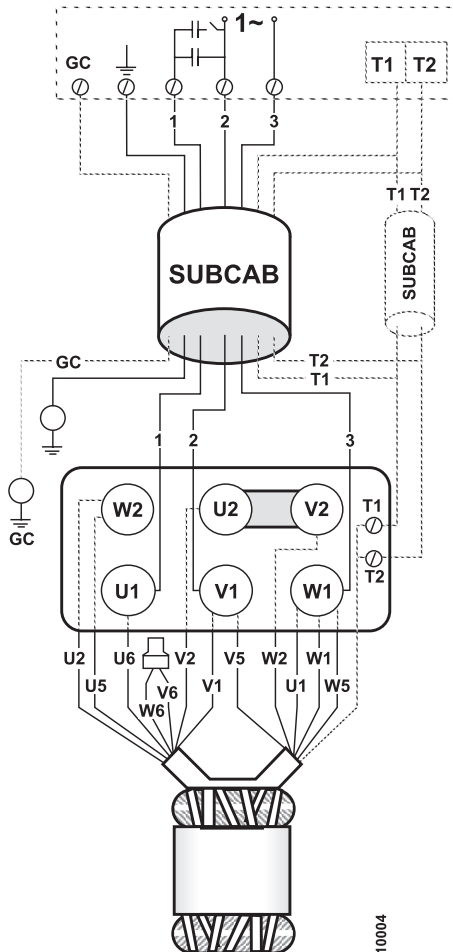 1~
GC
T1 T2
1 2 3
T1 T2
SUBCAB
SUBCAB
GC
T2
T1
1 2 3
GC
W2 U2 V2
T1
T2
U1 V1 W1
U2 U6 V2 V5 W2 W1
U5 V6 V1 U1 W5
W6
10004